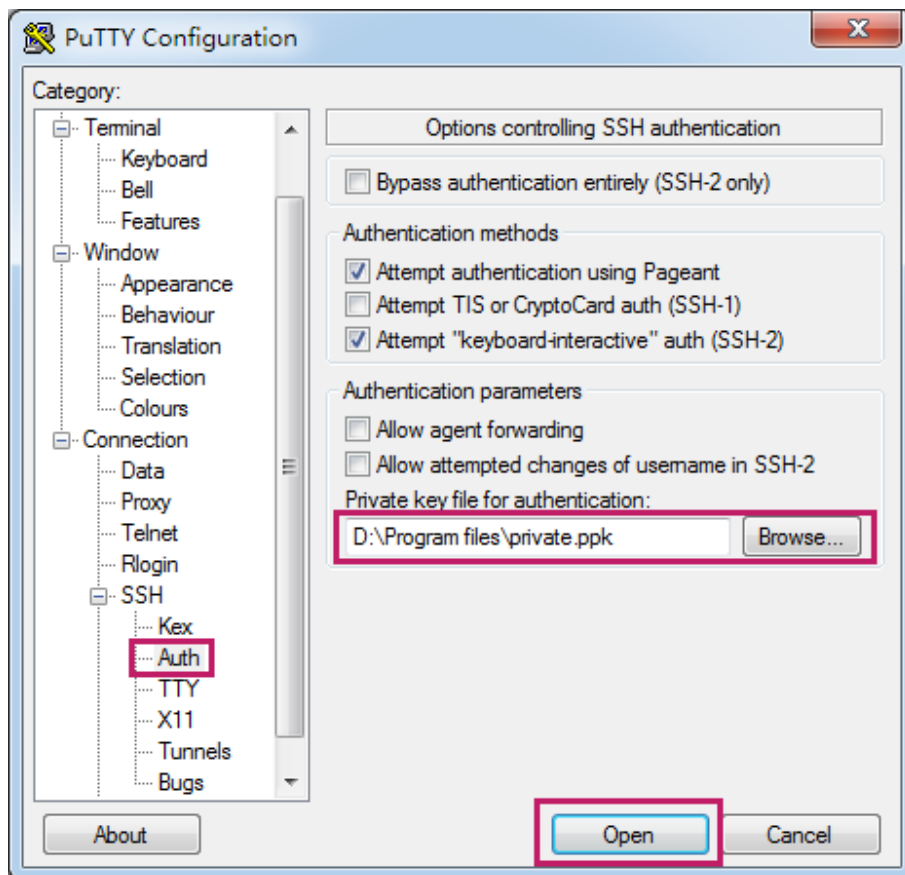 PuTTY Configuration
Category:
Terminal
Keyboard
Bell
Features
Window
Appearance
Behaviour
Translation
Selection
Colours
Connection
Data
Proxy
Telnet
Rlogin
SSH
Kex
Auth
TTY
X11
Tunnels
Bugs
Options controlling SSH authentication
Bypass authentication entirely (SSH-2 only)
Authentication methods
Attempt authentication using Pageant
Attempt TIS or CryptoCard auth (SSH-1)
Attempt "keyboard-interactive" auth (SSH-2)
Authentication parameters
Allow agent forwarding
Allow attempted changes of username in SSH-2
Private key file for authentication:
D:\Program files\private.ppk
Browse...
About
Open
Cancel